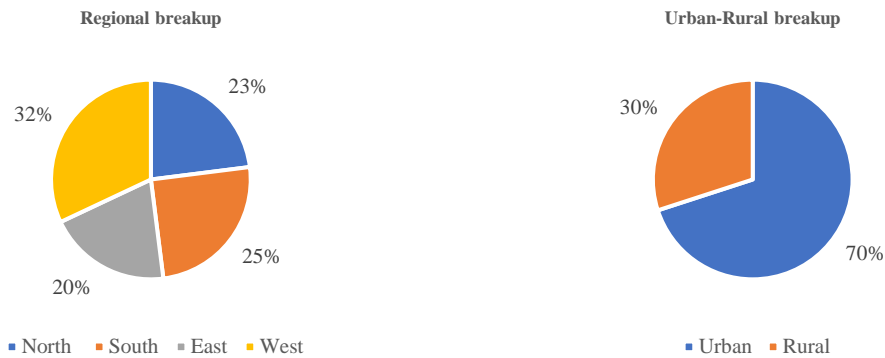 Regional breakup
23%
32%
25%
20%
North South East West
Urban-Rural breakup
30%
70%
Urban Rural